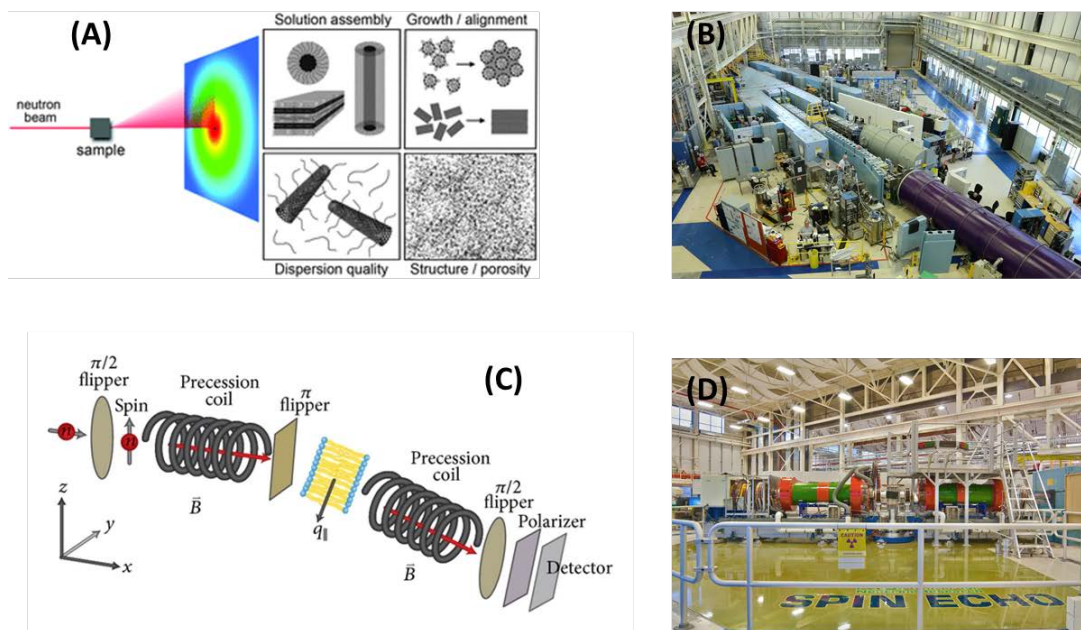 (A)
neutron
beam
sample
Solution assembly
Growth / alignment
Dispersion quality
Structure / porosity
(B)
(C)
π/2
flipper
Spin
n
n
Precession
coil
π
flipper
B⃗
z
y
x
q∥
Precession
coil
B⃗
π/2
flipper
Polarizer
Detector
(D)
CAUTION
SPIN ECHO